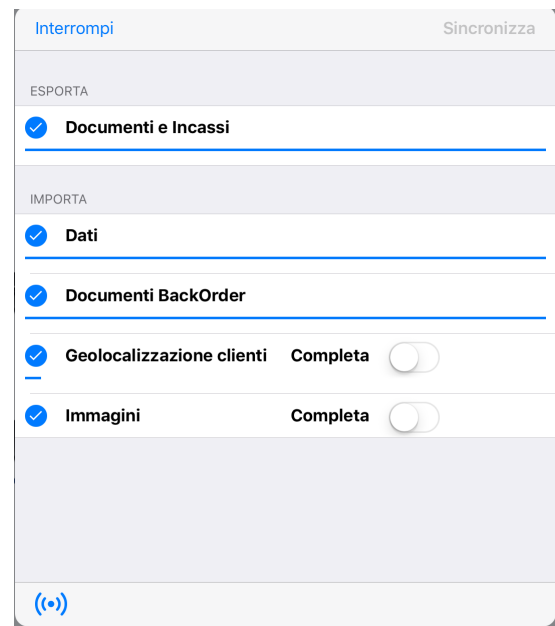 Interrompi Sincronizza
ESPORTA
Documenti e Incassi
IMPORTA
Dati
Documenti BackOrder
Geolocalizzazione clienti Completa
Immagini Completa